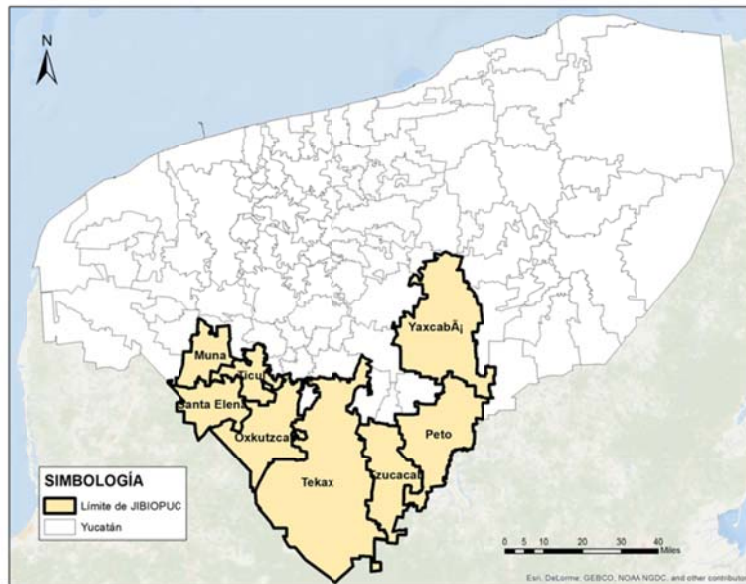 N
YaxcabÃ¡
Muna
Ticul
Santa Elena
Oxkutzcab
Peto
Tekax
Tzucacab
SIMBOLOGÍA
Límite de JIBIOPUC
Yucatán
0 5 10 20 30 40
Miles
Esri, DeLorme, GEBCO, NOAA NGDC, and other contributors